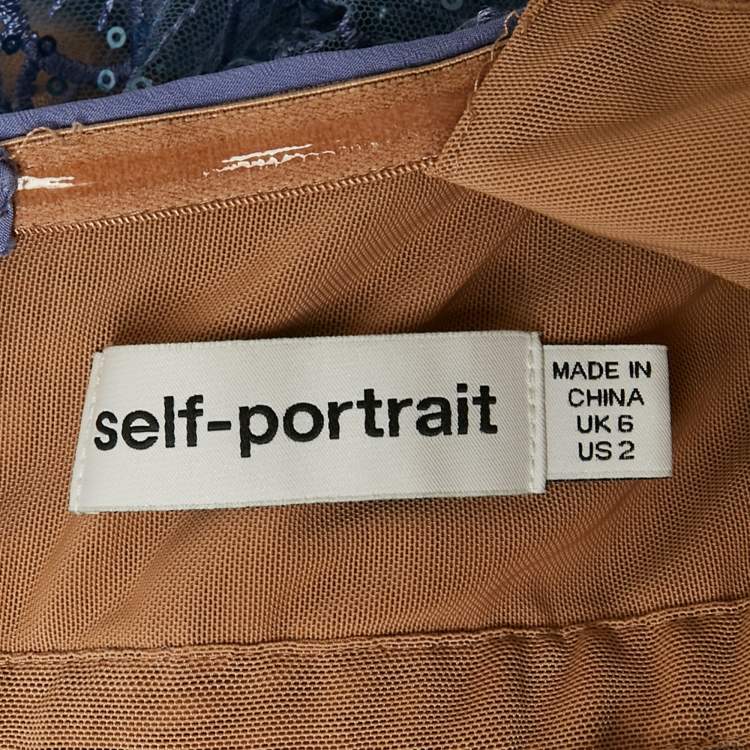 self-portrait
MADE IN
CHINA
UK 6
US 2